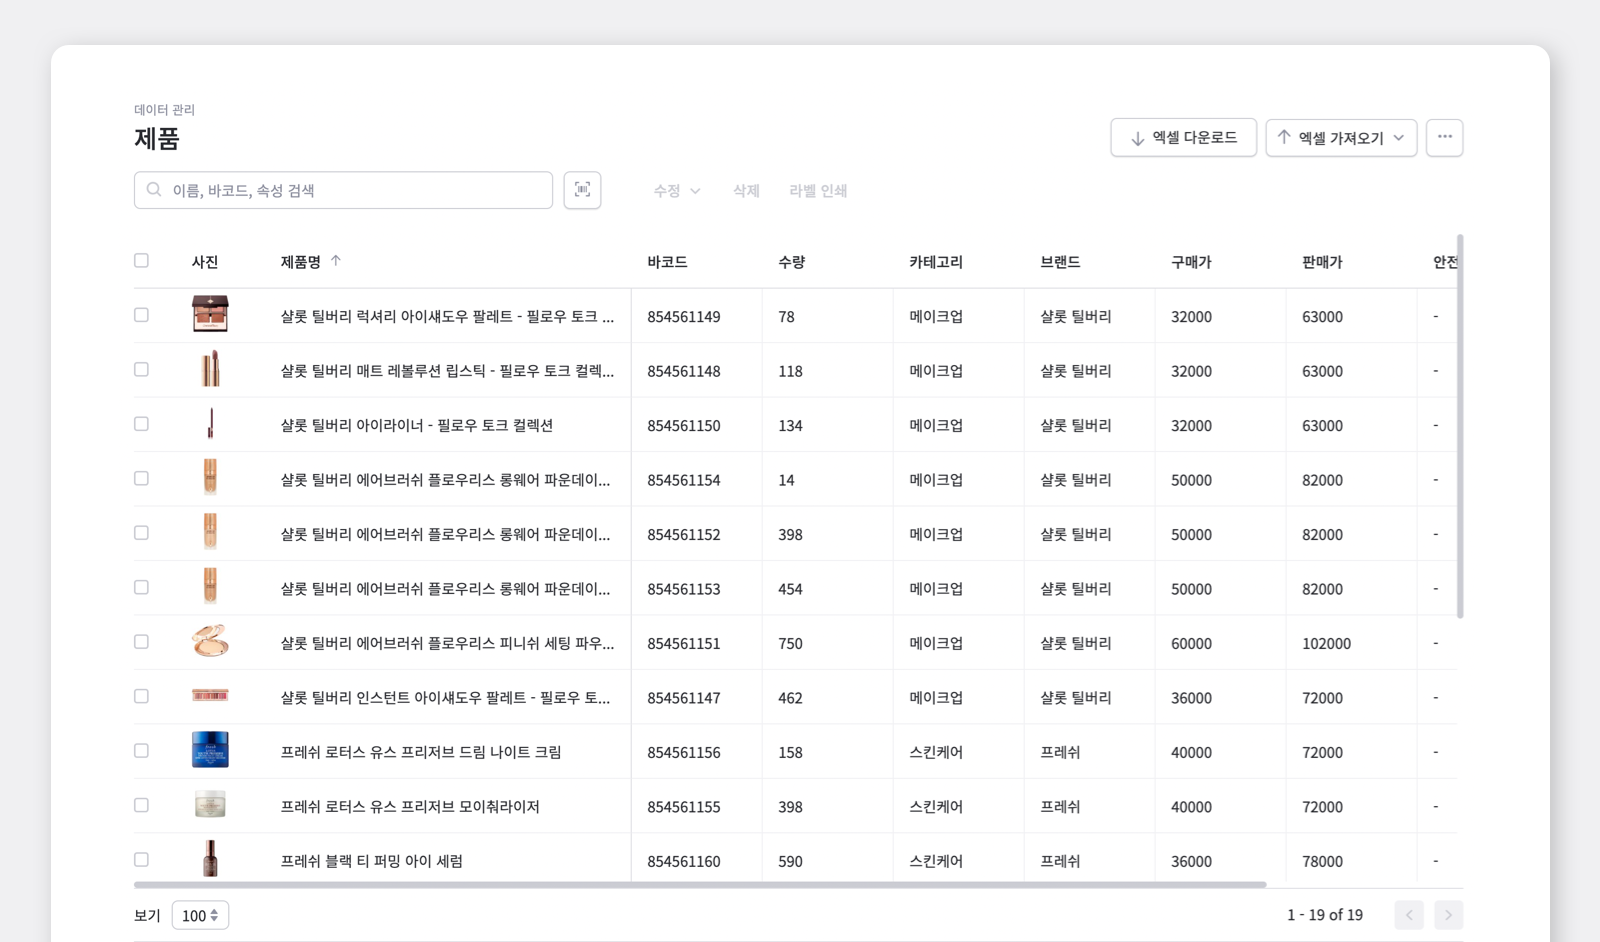 데이터 관리
제품
엑셀 다운로드
엑셀 가져오기
이름, 바코드, 속성 검색
수정
삭제
라벨 인쇄
사진 제품명 바코드 수량 카테고리 브랜드 구매가 판매가 안전
샬롯 틸버리 럭셔리 아이섀도우 팔레트 - 필로우 토크 ... 854561149 78 메이크업 샬롯 틸버리 32000 63000 -
샬롯 틸버리 매트 레볼루션 립스틱 - 필로우 토크 컬렉... 854561148 118 메이크업 샬롯 틸버리 32000 63000 -
샬롯 틸버리 아이라이너 - 필로우 토크 컬렉션 854561150 134 메이크업 샬롯 틸버리 32000 63000 -
샬롯 틸버리 에어브러쉬 플로우리스 롱웨어 파운데이... 854561154 14 메이크업 샬롯 틸버리 50000 82000 -
샬롯 틸버리 에어브러쉬 플로우리스 롱웨어 파운데이... 854561152 398 메이크업 샬롯 틸버리 50000 82000 -
샬롯 틸버리 에어브러쉬 플로우리스 롱웨어 파운데이... 854561153 454 메이크업 샬롯 틸버리 50000 82000 -
샬롯 틸버리 에어브러쉬 플로우리스 피니쉬 세팅 파우... 854561151 750 메이크업 샬롯 틸버리 60000 102000 -
샬롯 틸버리 인스턴트 아이섀도우 팔레트 - 필로우 토... 854561147 462 메이크업 샬롯 틸버리 36000 72000 -
프레쉬 로터스 유스 프리저브 드림 나이트 크림 854561156 158 스킨케어 프레쉬 40000 72000 -
프레쉬 로터스 유스 프리저브 모이춰라이저 854561155 398 스킨케어 프레쉬 40000 72000 -
프레쉬 블랙 티 퍼밍 아이 세럼 854561160 590 스킨케어 프레쉬 36000 78000 -
보기 100 1 - 19 of 19